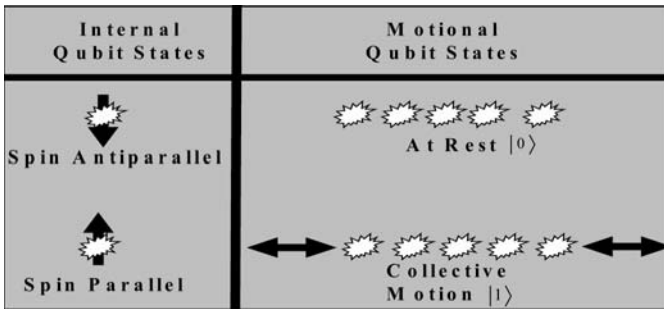 Internal
Qubit States
Motional
Qubit States
Spin Antiparallel
At Rest |0⟩
Spin Parallel
Collective
Motion |1⟩